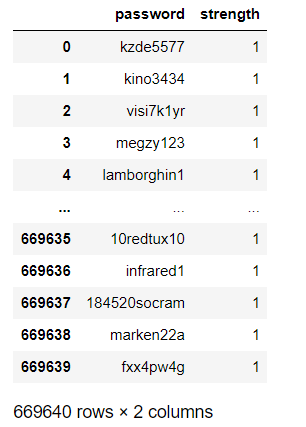 password strength
0 kzde5577 1
1 kino3434 1
2 visi7k1yr 1
3 megzy123 1
4 lamborghin1 1
... ... ...
669635 10redtux10 1
669636 infrared1 1
669637 184520socram 1
669638 marken22a 1
669639 fxx4pw4g 1
669640 rows × 2 columns